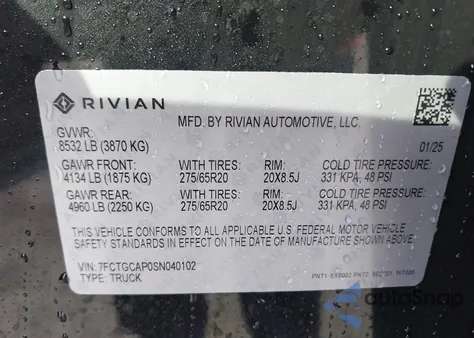 RIVIAN
MFD. BY RIVIAN AUTOMOTIVE, LLC.
GVWR:
8532 LB (3870 KG)
01/25
GAWR FRONT: WITH TIRES: RIM: COLD TIRE PRESSURE:
4134 LB (1875 KG) 275/65R20 20X8.5J 331 KPA, 48 PSI
GAWR REAR: WITH TIRES: RIM: COLD TIRE PRESSURE:
4960 LB (2250 KG) 275/65R20 20X8.5J 331 KPA, 48 PSI
THIS VEHICLE CONFORMS TO ALL APPLICABLE U.S. FEDERAL MOTOR VEHICLE
SAFETY STANDARDS IN EFFECT ON THE DATE OF MANUFACTURE SHOWN ABOVE.
VIN: 7FCTGCAP0SN040102
TYPE: TRUCK
PNT1:
AutoSnap